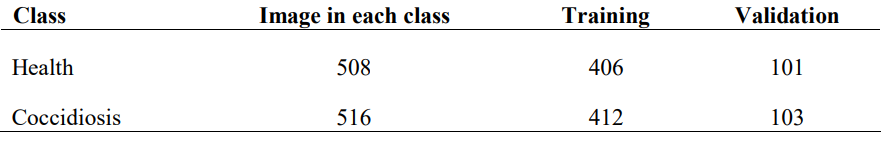 Class Image in each class Training Validation
Health 508 406 101
Coccidiosis 516 412 103